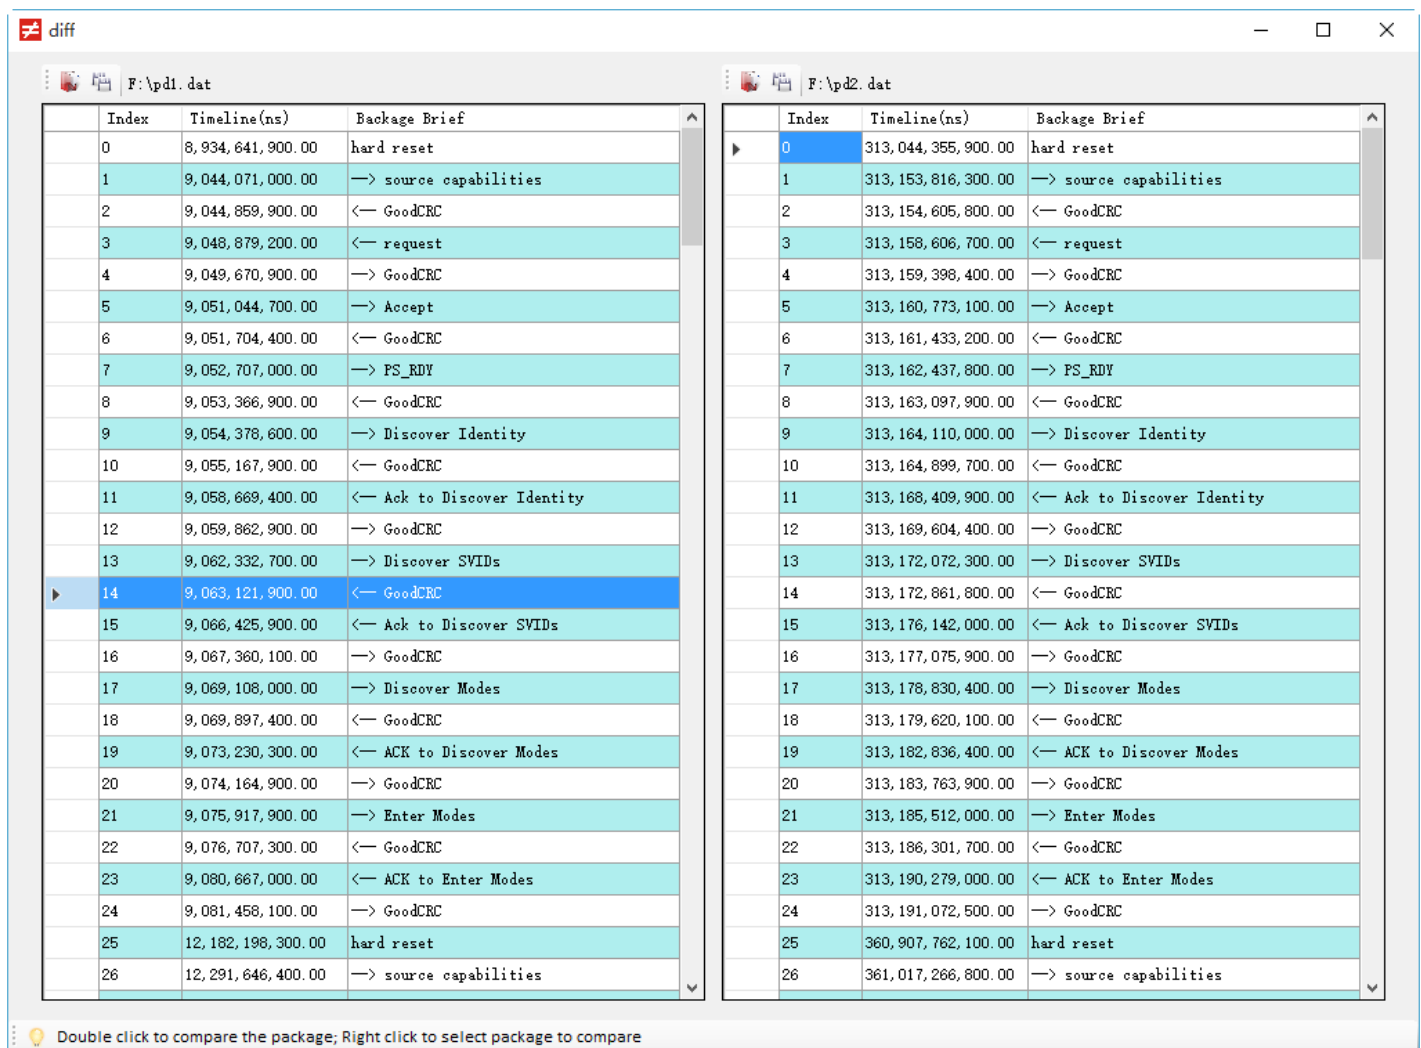 diff
F:\pd1.dat
Index Timeline(ns) Package Brief
0 8,934,641,900.00 hard reset
1 9,044,071,000.00 —> source capabilities
2 9,044,859,900.00 <— GoodCRC
3 9,048,879,200.00 <— request
4 9,049,670,900.00 —> GoodCRC
5 9,051,044,700.00 —> Accept
6 9,051,704,400.00 <— GoodCRC
7 9,052,707,000.00 —> PS_RDY
8 9,053,366,900.00 <— GoodCRC
9 9,054,378,600.00 —> Discover Identity
10 9,055,167,900.00 <— GoodCRC
11 9,058,669,400.00 <— Ack to Discover Identity
12 9,059,862,900.00 —> GoodCRC
13 9,062,332,700.00 —> Discover SVIDs
14 9,063,121,900.00 <— GoodCRC
15 9,066,425,900.00 <— Ack to Discover SVIDs
16 9,067,360,100.00 —> GoodCRC
17 9,069,108,000.00 —> Discover Modes
18 9,069,897,400.00 <— GoodCRC
19 9,073,230,300.00 <— ACK to Discover Modes
20 9,074,164,900.00 —> GoodCRC
21 9,075,917,900.00 —> Enter Modes
22 9,076,707,300.00 <— GoodCRC
23 9,080,667,000.00 <— ACK to Enter Modes
24 9,081,458,100.00 —> GoodCRC
25 12,182,198,300.00 hard reset
26 12,291,646,400.00 —> source capabilities
F:\pd2.dat
Index Timeline(ns) Package Brief
0 313,044,355,900.00 hard reset
1 313,153,816,300.00 —> source capabilities
2 313,154,605,800.00 <— GoodCRC
3 313,158,606,700.00 <— request
4 313,159,398,400.00 —> GoodCRC
5 313,160,773,100.00 —> Accept
6 313,161,433,200.00 <— GoodCRC
7 313,162,437,800.00 —> PS_RDY
8 313,163,097,900.00 <— GoodCRC
9 313,164,110,000.00 —> Discover Identity
10 313,164,899,700.00 <— GoodCRC
11 313,168,409,900.00 <— Ack to Discover Identity
12 313,169,604,400.00 —> GoodCRC
13 313,172,072,300.00 —> Discover SVIDs
14 313,172,861,800.00 <— GoodCRC
15 313,176,142,000.00 <— Ack to Discover SVIDs
16 313,177,075,900.00 —> GoodCRC
17 313,178,830,400.00 —> Discover Modes
18 313,179,620,100.00 <— GoodCRC
19 313,182,836,400.00 <— ACK to Discover Modes
20 313,183,763,900.00 —> GoodCRC
21 313,185,512,000.00 —> Enter Modes
22 313,186,301,700.00 <— GoodCRC
23 313,190,279,000.00 <— ACK to Enter Modes
24 313,191,072,500.00 —> GoodCRC
25 360,907,762,100.00 hard reset
26 361,017,266,800.00 —> source capabilities
Double click to compare the package; Right click to select package to compare